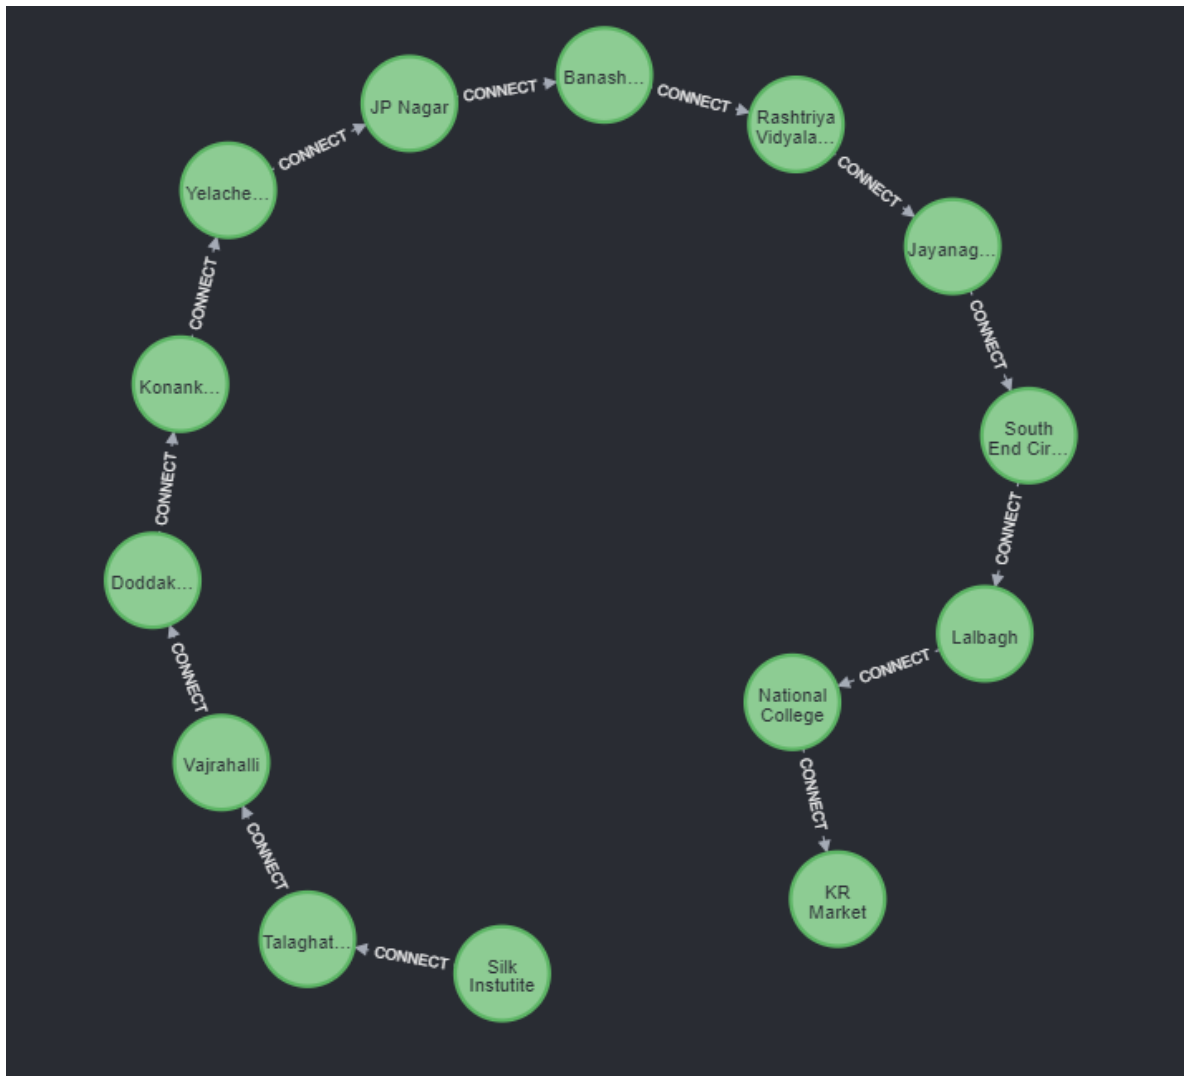 Banash...
CONNECT
JP Nagar
CONNECT
Rashtriya
Vidyala...
CONNECT
CONNECT
Yelache...
Jayanag...
CONNECT
CONNECT
Konank...
South
End Cir...
CONNECT
CONNECT
Doddak...
Lalbagh
CONNECT
CONNECT
National
College
Vajrahalli
CONNECT
CONNECT
KR
Market
Talaghat...
CONNECT
Silk
Instutite